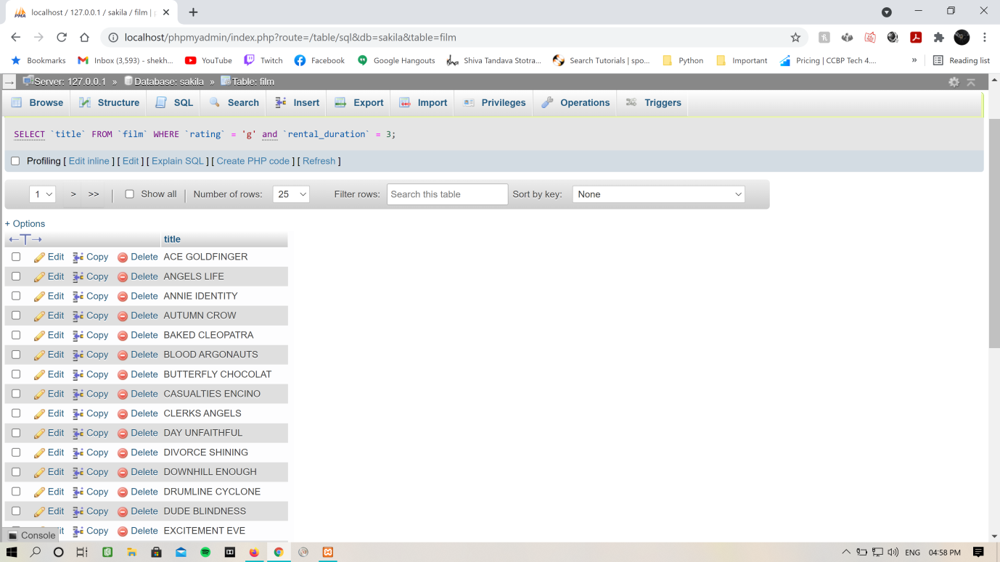 localhost / 127.0.0.1 / sakila / film |
localhost/phpmyadmin/index.php?route=/table/sql&db=sakila&table=film
Bookmarks Inbox (3,593) - shekh... YouTube Twitch Facebook Google Hangouts Shiva Tandava Stotra... Search Tutorials | spo... Python Important Pricing | CCBP Tech 4.... » Reading list
Server: 127.0.0.1 » Database: sakila » Table: film
Browse Structure SQL Search Insert Export Import Privileges Operations Triggers
SELECT `title` FROM `film` WHERE `rating` = 'g' and `rental_duration` = 3;
Profiling [ Edit inline ] [ Edit ] [ Explain SQL ] [ Create PHP code ] [ Refresh ]
1 > >> | Show all | Number of rows: 25 Filter rows: Search this table Sort by key: None
+ Options
←T→ title
Edit Copy Delete ACE GOLDFINGER
Edit Copy Delete ANGELS LIFE
Edit Copy Delete ANNIE IDENTITY
Edit Copy Delete AUTUMN CROW
Edit Copy Delete BAKED CLEOPATRA
Edit Copy Delete BLOOD ARGONAUTS
Edit Copy Delete BUTTERFLY CHOCOLAT
Edit Copy Delete CASUALTIES ENCINO
Edit Copy Delete CLERKS ANGELS
Edit Copy Delete DAY UNFAITHFUL
Edit Copy Delete DIVORCE SHINING
Edit Copy Delete DOWNHILL ENOUGH
Edit Copy Delete DRUMLINE CYCLONE
Edit Copy Delete DUDE BLINDNESS
Copy Delete EXCITEMENT EVE
Console
ENG 04:58 PM